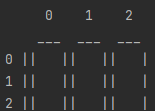 0 1 2
___ ___ ___
0 || || || |
1 || || || |
2 || || || |